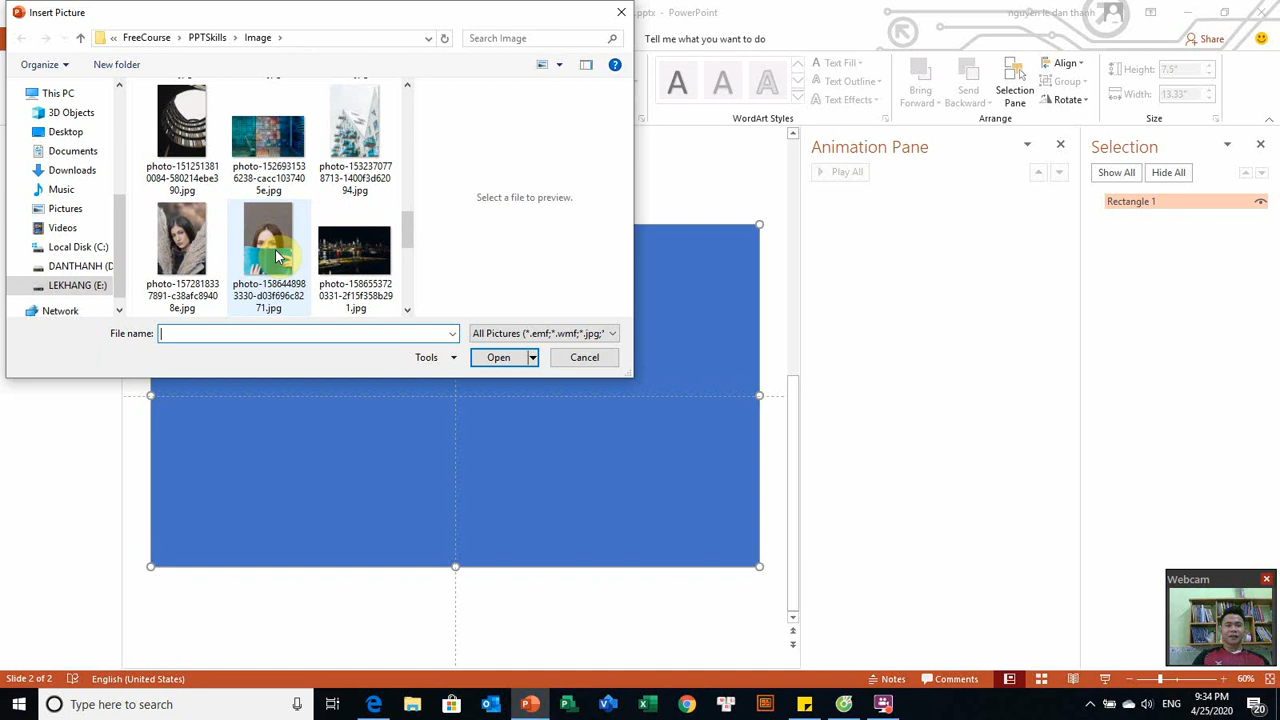 Insert Picture
.pptx - PowerPoint
nguyen le dan thanh
« FreeCourse > PPTSkills > Image >
Search Image
Tell me what you want to do
Share
Organize
New folder
Text Fill
Text Outline
Text Effects
WordArt Styles
Bring Forward
Send Backward
Selection Pane
Align
Group
Rotate
Arrange
Height: 7.5"
Width: 13.33"
Size
This PC
3D Objects
Desktop
Documents
Downloads
Music
Pictures
Videos
Local Disk (C:)
DANTHANH (D
LEKHANG (E:)
Network
photo-151251381
0084-580214ebe3
90.jpg
photo-152693153
6238-cacc103740
5e.jpg
photo-153237077
8713-1400f3d620
94.jpg
photo-157281833
7891-c38afc8940
8e.jpg
photo-158644898
3330-d03f696c82
71.jpg
photo-158655372
0331-2f15f358b29
1.jpg
Select a file to preview.
File name:
All Pictures (*.emf;*.wmf;*.jpg;*
Tools
Open
Cancel
Animation Pane
Play All
Selection
Show All
Hide All
Rectangle 1
Webcam
Slide 2 of 2
English (United States)
Notes
Comments
60%
Type here to search
ENG
9:34 PM
4/25/2020
20